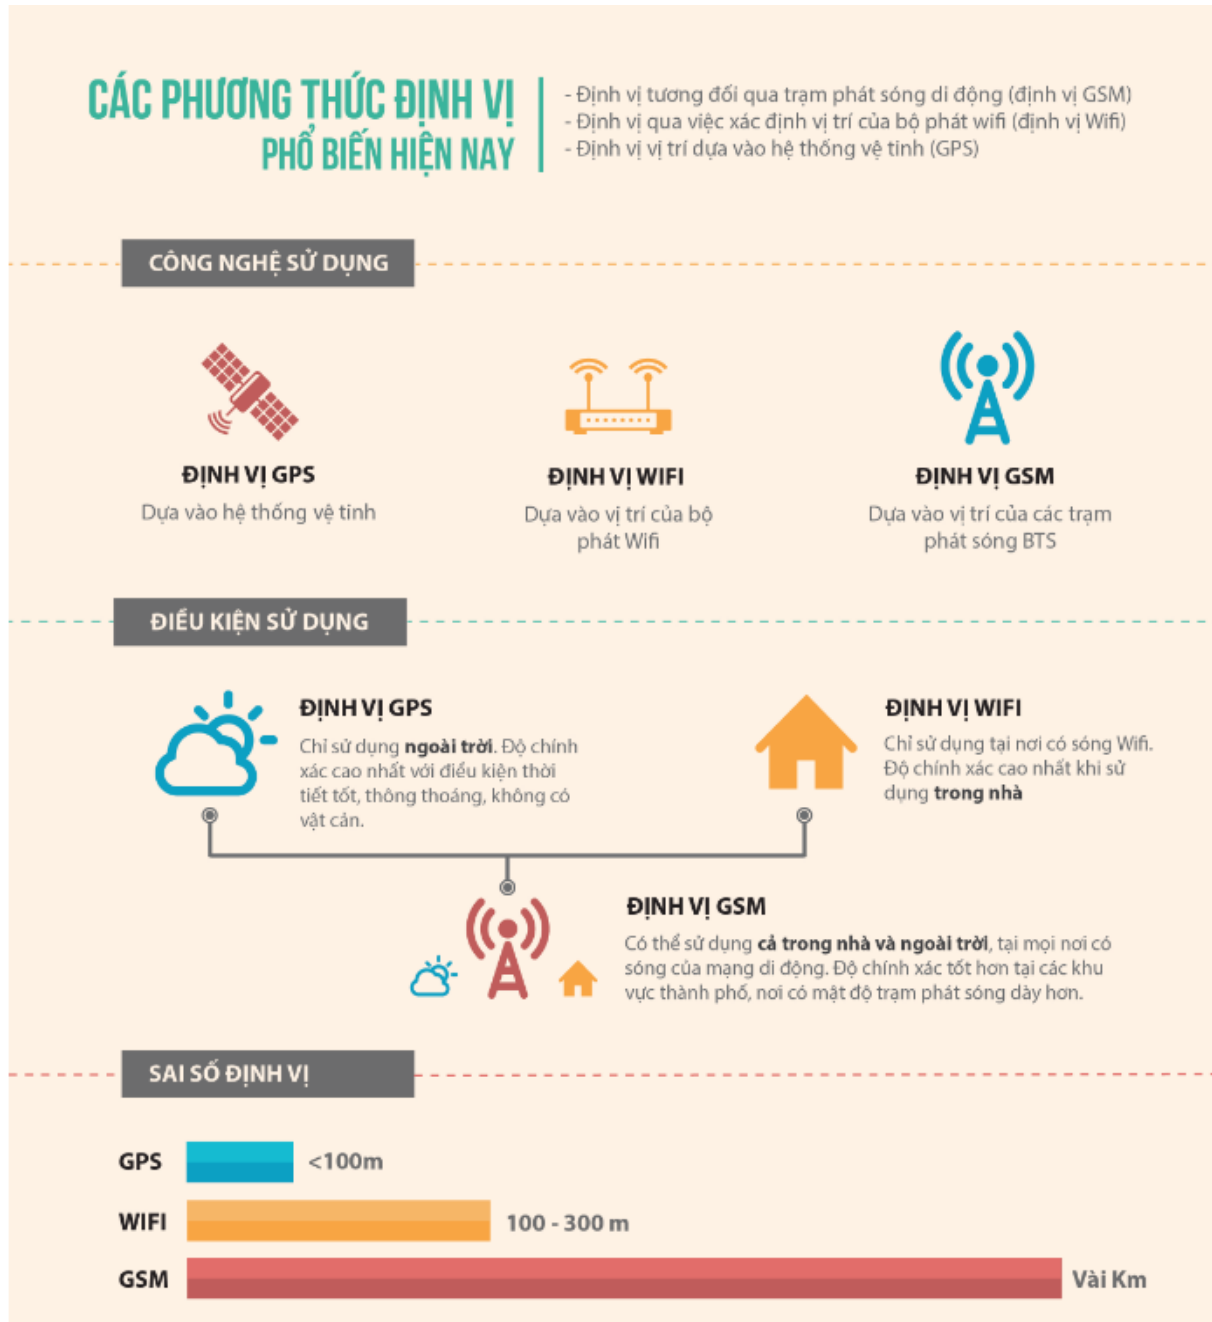 CÁC PHƯƠNG THỨC ĐỊNH VỊ
PHỔ BIẾN HIỆN NAY
- Định vị tương đối qua trạm phát sóng di động (định vị GSM)
- Định vị qua việc xác định vị trí của bộ phát wifi (định vị Wifi)
- Định vị vị trí dựa vào hệ thống vệ tinh (GPS)
CÔNG NGHỆ SỬ DỤNG
ĐỊNH VỊ GPS
Dựa vào hệ thống vệ tinh
ĐỊNH VỊ WIFI
Dựa vào vị trí của bộ
phát Wifi
ĐỊNH VỊ GSM
Dựa vào vị trí của các trạm
phát sóng BTS
ĐIỀU KIỆN SỬ DỤNG
ĐỊNH VỊ GPS
Chỉ sử dụng ngoài trời. Độ chính
xác cao nhất với điều kiện thời
tiết tốt, thông thoáng, không có
vật cản.
ĐỊNH VỊ WIFI
Chỉ sử dụng tại nơi có sóng Wifi.
Độ chính xác cao nhất khi sử
dụng trong nhà
ĐỊNH VỊ GSM
Có thể sử dụng cả trong nhà và ngoài trời, tại mọi nơi có
sóng của mạng di động. Độ chính xác tốt hơn tại các khu
vực thành phố, nơi có mật độ trạm phát sóng dày hơn.
SAI SỐ ĐỊNH VỊ
GPS <100m
WIFI 100 - 300 m
GSM Vài Km